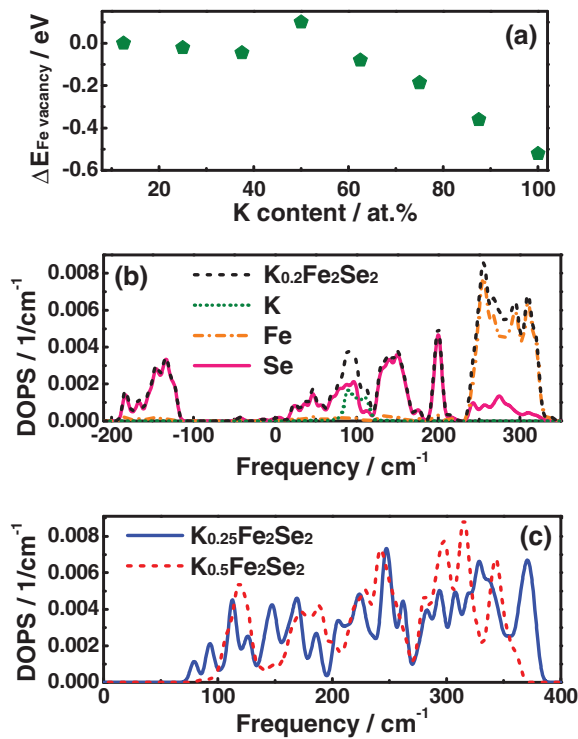 (a)
ΔE Fe vacancy / eV
0.0
-0.2
-0.4
-0.6
20 40 60 80 100
K content / at.%
(b)
DOPS / 1/cm⁻¹
0.008
0.006
0.004
0.002
0.000
K0.2Fe2Se2
K
Fe
Se
-200 -100 0 100 200 300
Frequency / cm⁻¹
(c)
DOPS / 1/cm⁻¹
0.008
0.006
0.004
0.002
0.000
K0.25Fe2Se2
K0.5Fe2Se2
0 100 200 300 400
Frequency / cm⁻¹